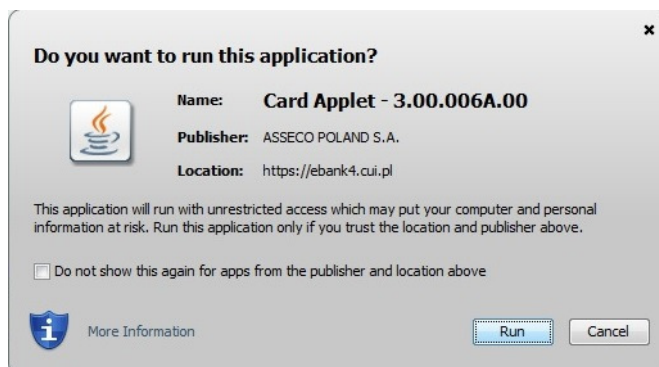 Do you want to run this application?
Name: Card Applet - 3.00.006A.00
Publisher: ASSECO POLAND S.A.
Location: https://ebank4.cui.pl
This application will run with unrestricted access which may put your computer and personal
information at risk. Run this application only if you trust the location and publisher above.
Do not show this again for apps from the publisher and location above
More Information Run Cancel